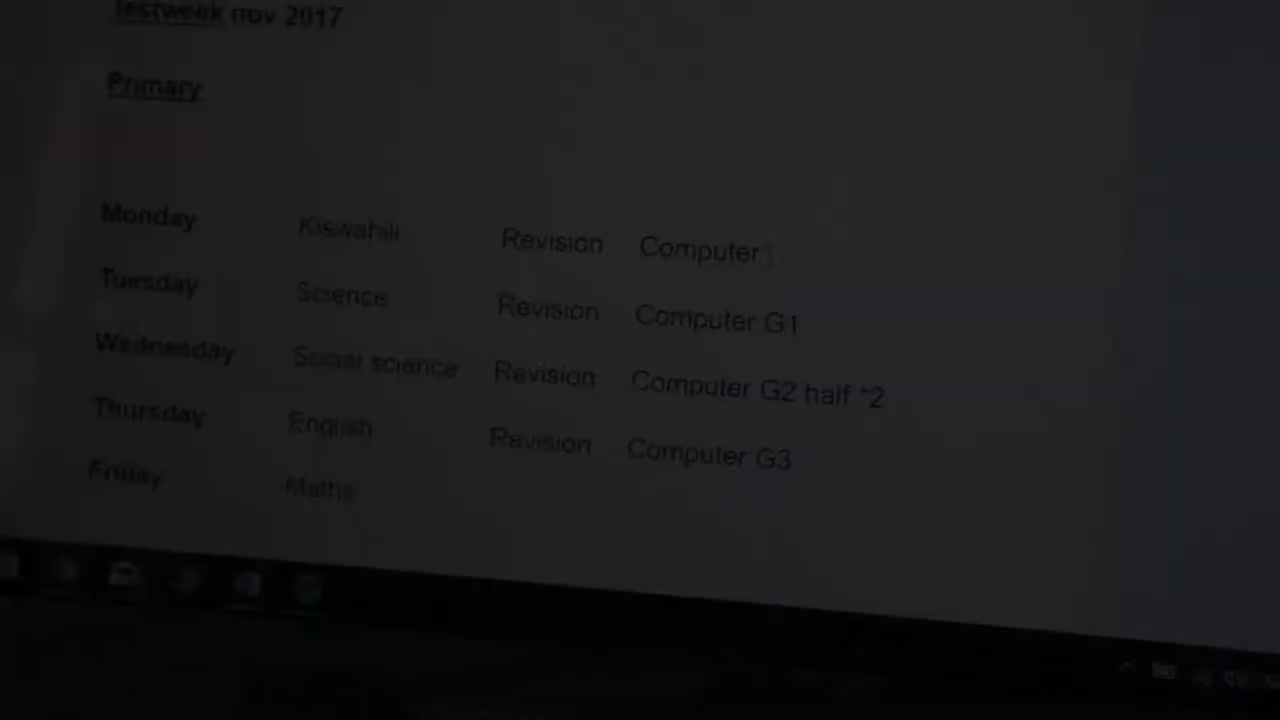 Testweek nov 2017
Primary
Monday Kiswahili Revision Computer
Tuesday Science Revision Computer G1
Wednesday Social science Revision Computer G2 half *2
Thursday English Revision Computer G3
Friday Maths